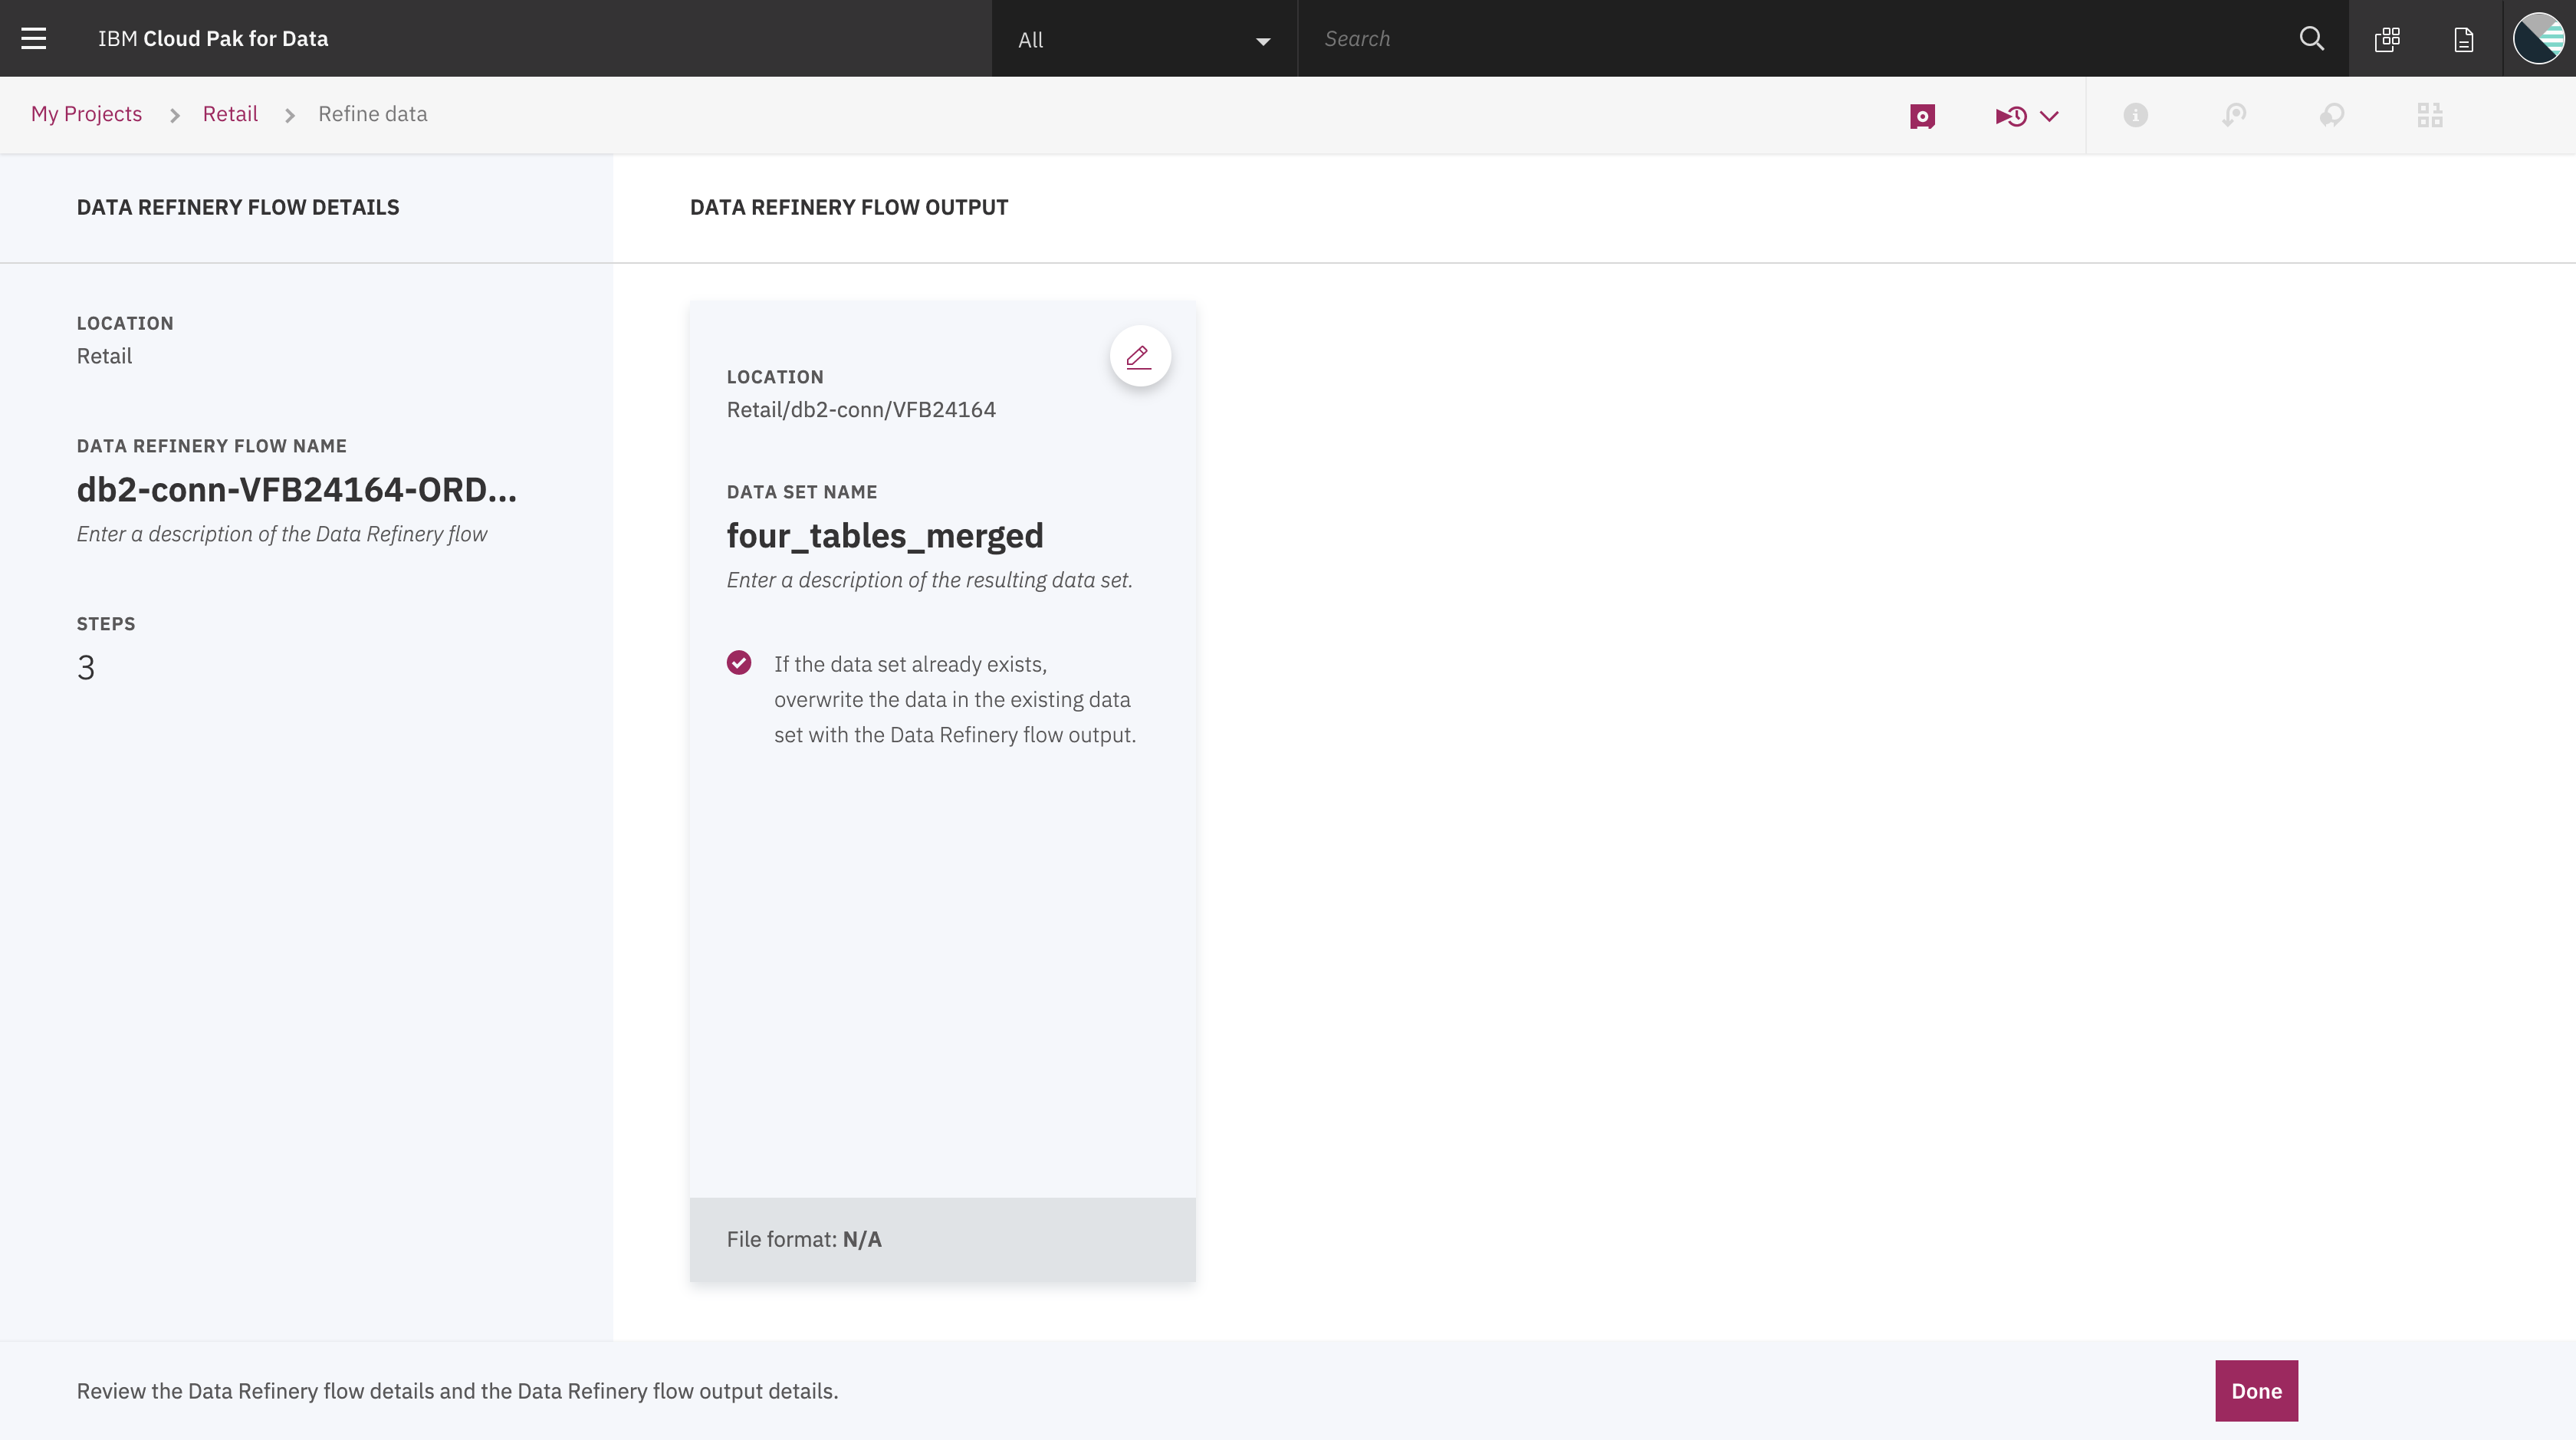 IBM Cloud Pak for Data
All
Search
My Projects
Retail
Refine data
DATA REFINERY FLOW DETAILS
DATA REFINERY FLOW OUTPUT
LOCATION
Retail
DATA REFINERY FLOW NAME
db2-conn-VFB24164-ORD...
Enter a description of the Data Refinery flow
STEPS
3
LOCATION
Retail/db2-conn/VFB24164
DATA SET NAME
four_tables_merged
Enter a description of the resulting data set.
If the data set already exists,
overwrite the data in the existing data
set with the Data Refinery flow output.
File format: N/A
Review the Data Refinery flow details and the Data Refinery flow output details.
Done